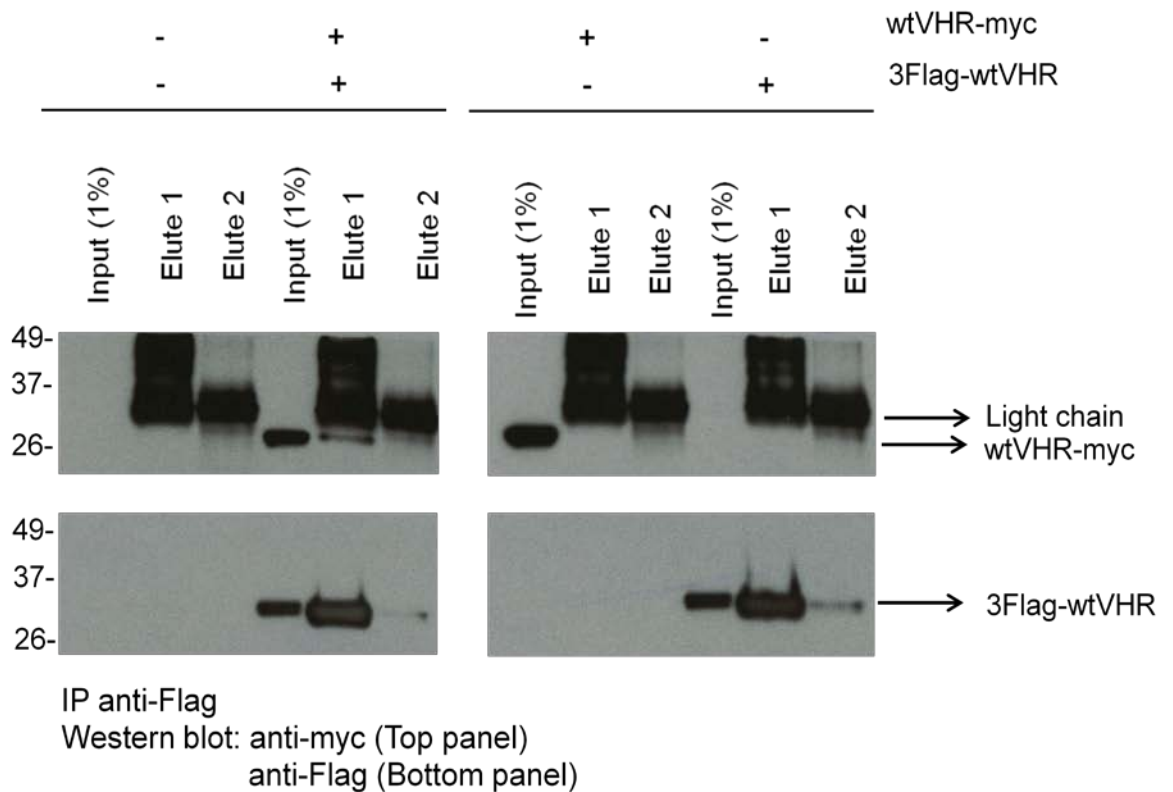 - + + - wtVHR-myc
- + - + 3Flag-wtVHR
Input (1%) Elute 1 Elute 2 Input (1%) Elute 1 Elute 2 Input (1%) Elute 1 Elute 2 Input (1%) Elute 1 Elute 2
49-
37-
26-
Light chain
wtVHR-myc
49-
37-
26-
3Flag-wtVHR
IP anti-Flag
Western blot: anti-myc (Top panel)
anti-Flag (Bottom panel)